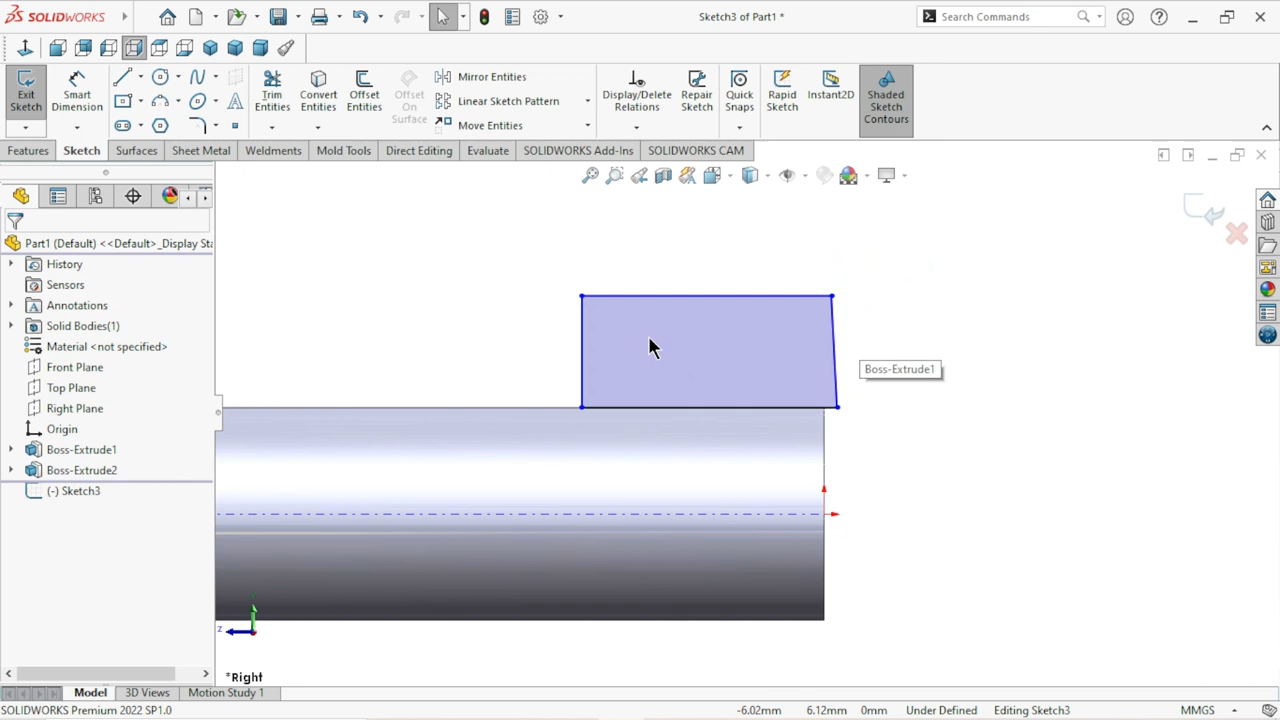 SOLIDWORKS
Sketch3 of Part1 *
Search Commands
Exit Sketch
Smart Dimension
Trim Entities
Convert Entities
Offset Entities
Offset On Surface
Mirror Entities
Linear Sketch Pattern
Move Entities
Display/Delete Relations
Repair Sketch
Quick Snaps
Rapid Sketch
Instant2D
Shaded Sketch Contours
Features Sketch Surfaces Sheet Metal Weldments Mold Tools Direct Editing Evaluate SOLIDWORKS Add-Ins SOLIDWORKS CAM
Part1 (Default) <<Default>_Display Sta
History
Sensors
Annotations
Solid Bodies(1)
Material <not specified>
Front Plane
Top Plane
Right Plane
Origin
Boss-Extrude1
Boss-Extrude2
(-) Sketch3
Boss-Extrude1
z
*Right
Model 3D Views Motion Study 1
SOLIDWORKS Premium 2022 SP1.0 -6.02mm 6.12mm 0mm Under Defined Editing Sketch3 MMGS